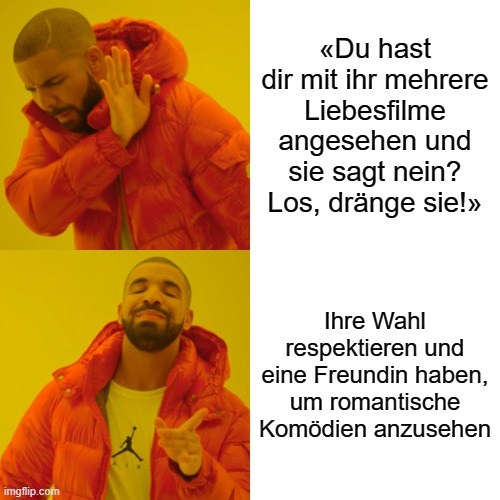 «Du hast
dir mit ihr mehrere
Liebesfilme
angesehen und
sie sagt nein?
Los, dränge sie!»
Ihre Wahl
respektieren und
eine Freundin haben,
um romantische
Komödien anzusehen
imgflip.com